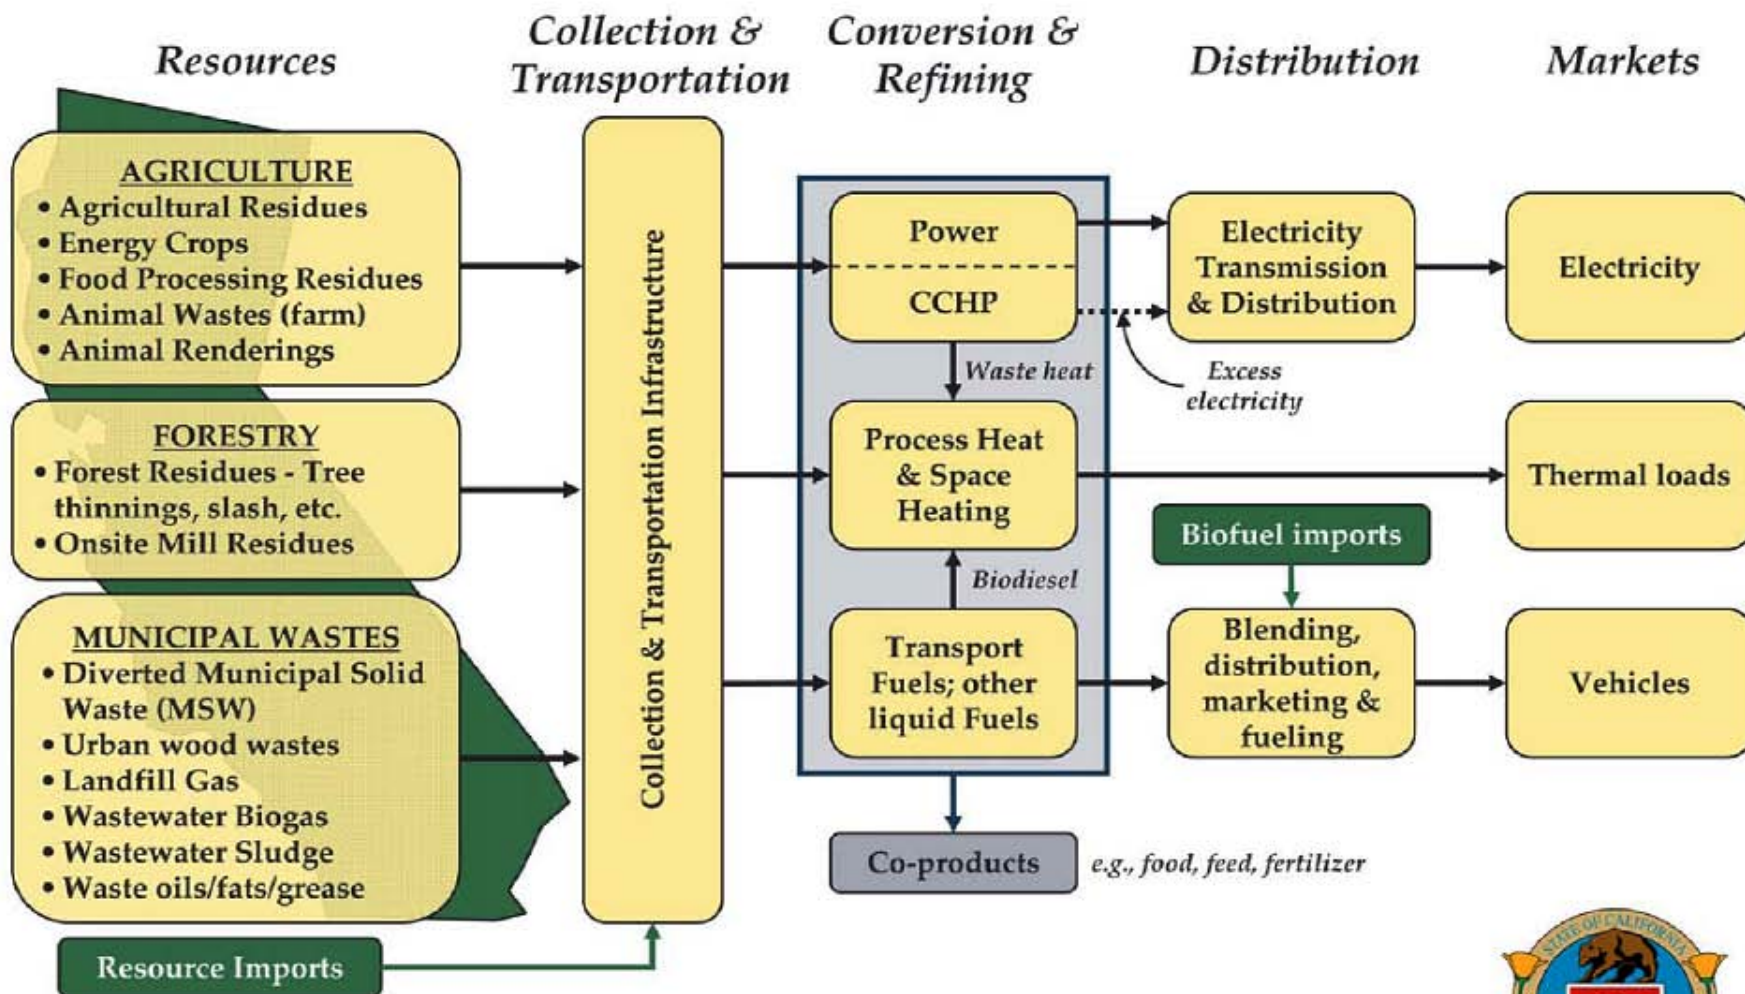 Resources
Collection &
Transportation
Conversion &
Refining
Distribution
Markets
AGRICULTURE
• Agricultural Residues
• Energy Crops
• Food Processing Residues
• Animal Wastes (farm)
• Animal Renderings
FORESTRY
• Forest Residues - Tree
thinnings, slash, etc.
• Onsite Mill Residues
MUNICIPAL WASTES
• Diverted Municipal Solid
Waste (MSW)
• Urban wood wastes
• Landfill Gas
• Wastewater Biogas
• Wastewater Sludge
• Waste oils/fats/grease
Resource Imports
Collection & Transportation Infrastructure
Power
CCHP
Waste heat
Process Heat
& Space
Heating
Biodiesel
Transport
Fuels; other
liquid Fuels
Co-products
e.g., food, feed, fertilizer
Electricity
Transmission
& Distribution
Excess
electricity
Biofuel imports
Blending,
distribution,
marketing &
fueling
Electricity
Thermal loads
Vehicles
STATE OF CALIFORNIA